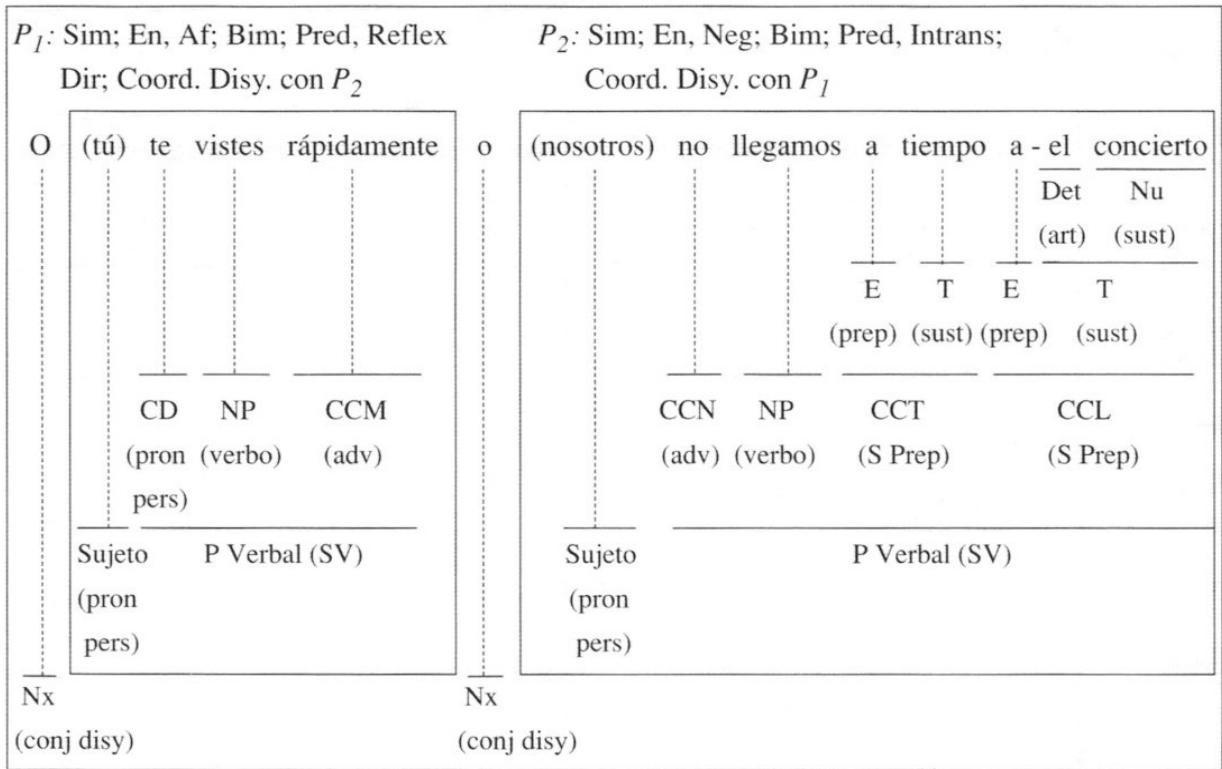 P1: Sim; En, Af; Bim; Pred, Reflex
Dir; Coord. Disy. con P2
P2: Sim; En, Neg; Bim; Pred, Intrans;
Coord. Disy. con P1
O (tú) te vistes rápidamente o (nosotros) no llegamos a tiempo a - el concierto
Det Nu
(art) (sust)
E T E T
(prep) (sust) (prep) (sust)
CD NP CCM CCN NP CCT CCL
(pron (verbo) (adv) (adv) (verbo) (S Prep) (S Prep)
pers)
Sujeto P Verbal (SV) Sujeto P Verbal (SV)
(pron (pron
pers) pers)
Nx Nx
(conj disy) (conj disy)